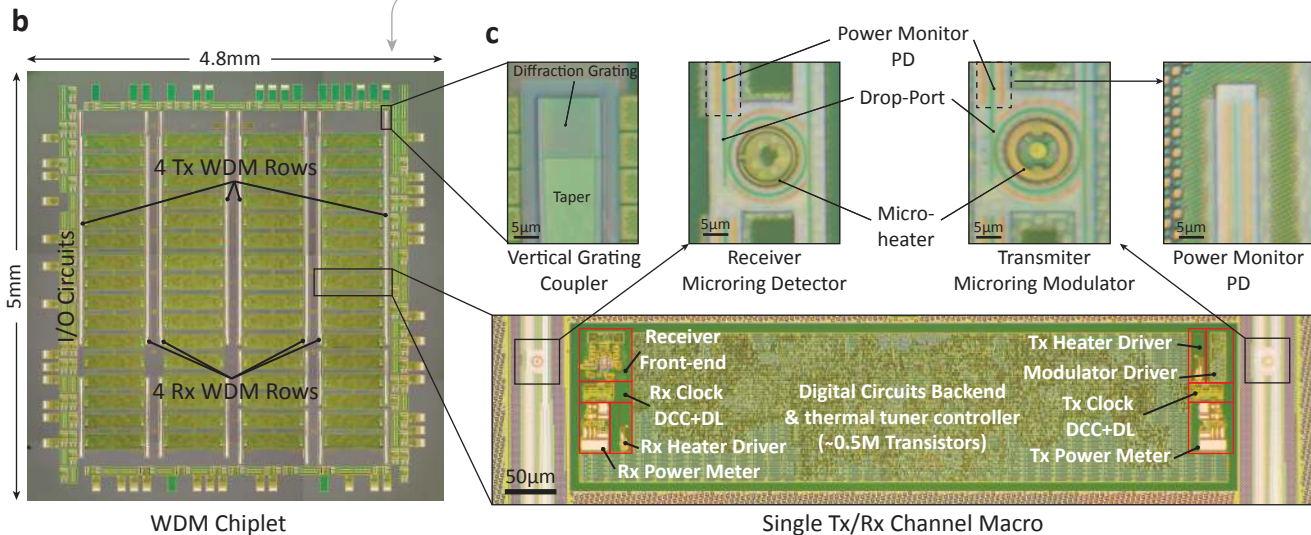 b
4.8mm
5mm
I/O Circuits
4 Tx WDM Rows
4 Rx WDM Rows
WDM Chiplet
c
Diffraction Grating
Taper
5µm
Vertical Grating
Coupler
Power Monitor
PD
Drop-Port
Micro-
heater
5µm
Receiver
Microring Detector
5µm
Transmiter
Microring Modulator
5µm
Power Monitor
PD
Receiver
Front-end
Rx Clock
DCC+DL
Rx Heater Driver
Rx Power Meter
Digital Circuits Backend
& thermal tuner controller
(~0.5M Transistors)
Tx Heater Driver
Modulator Driver
Tx Clock
DCC+DL
Tx Power Meter
50µm
Single Tx/Rx Channel Macro